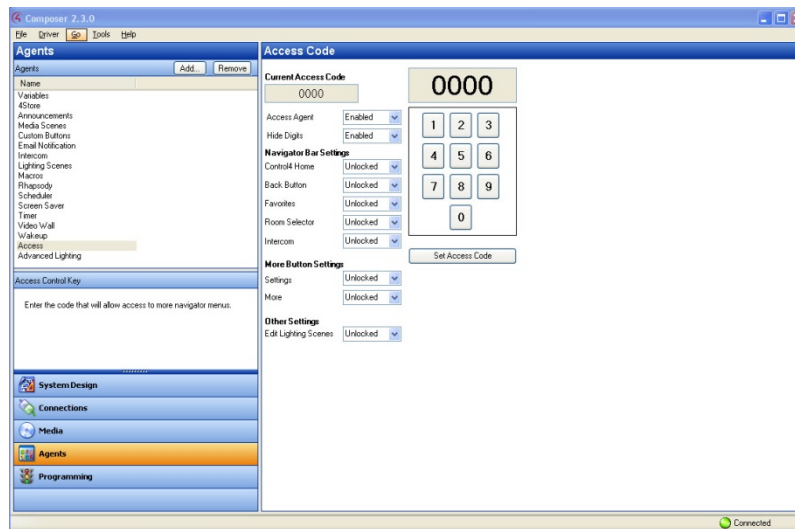 Composer 2.3.0
File Driver Go Tools Help
Agents
Agents Add... Remove
Name
Variables
4Store
Announcements
Media Scenes
Custom Buttons
Email Notification
Intercom
Lighting Scenes
Macros
Rhapsody
Scheduler
Screen Saver
Timer
Video Wall
Wakeup
Access
Advanced Lighting
Access Control Key
Enter the code that will allow access to more navigator menus.
System Design
Connections
Media
Agents
Programming
Access Code
Current Access Code
0000
Access Agent Enabled
Hide Digits Enabled
Navigator Bar Settings
Control4 Home Unlocked
Back Button Unlocked
Favorites Unlocked
Room Selector Unlocked
Intercom Unlocked
More Button Settings
Settings Unlocked
More Unlocked
Other Settings
Edit Lighting Scenes Unlocked
0000
1 2 3
4 5 6
7 8 9
0
Set Access Code
Connected